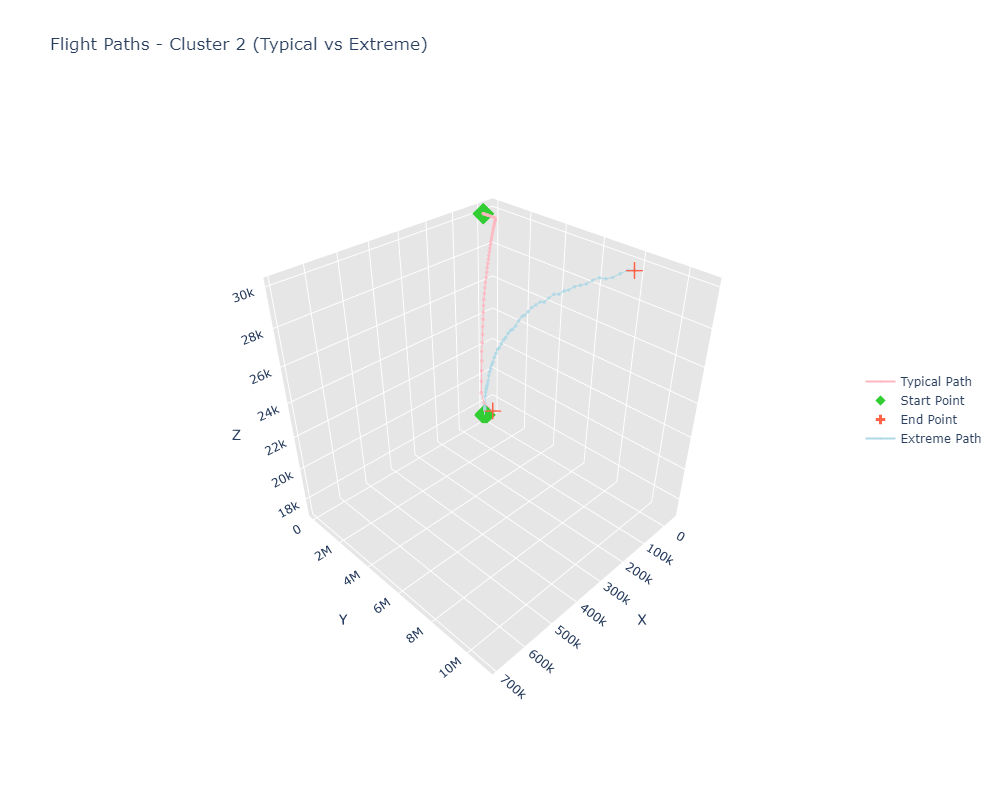 Flight Paths - Cluster 2 (Typical vs Extreme)
30k
28k
26k
24k
22k
20k
18k
Z
0
2M
4M
6M
8M
10M
Y
0
100k
200k
300k
400k
500k
600k
700k
X
Typical Path
Start Point
End Point
Extreme Path